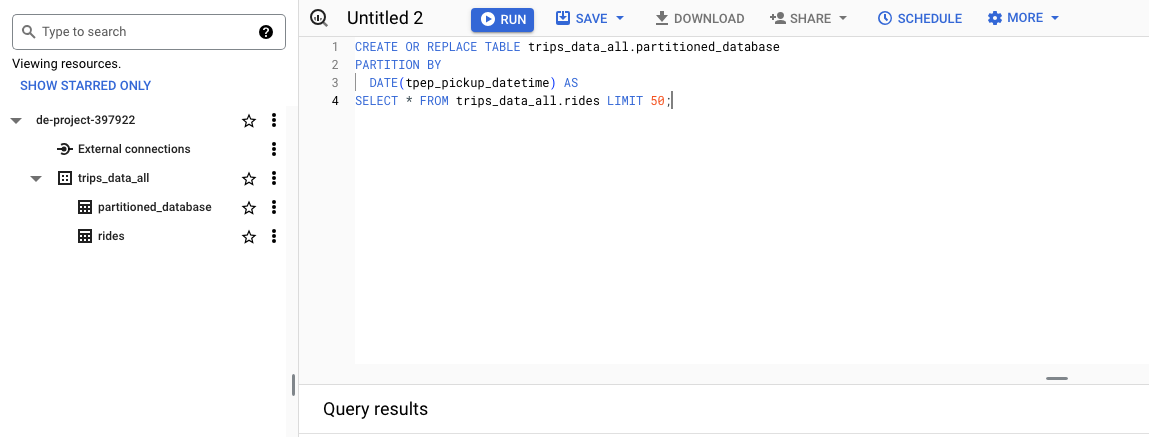 Type to search
?
Viewing resources.
SHOW STARRED ONLY
de-project-397922
External connections
trips_data_all
partitioned_database
rides
Untitled 2
RUN
SAVE
DOWNLOAD
SHARE
SCHEDULE
MORE
1 CREATE OR REPLACE TABLE trips_data_all.partitioned_database
2 PARTITION BY
3 DATE(tpep_pickup_datetime) AS
4 SELECT * FROM trips_data_all.rides LIMIT 50;
Query results